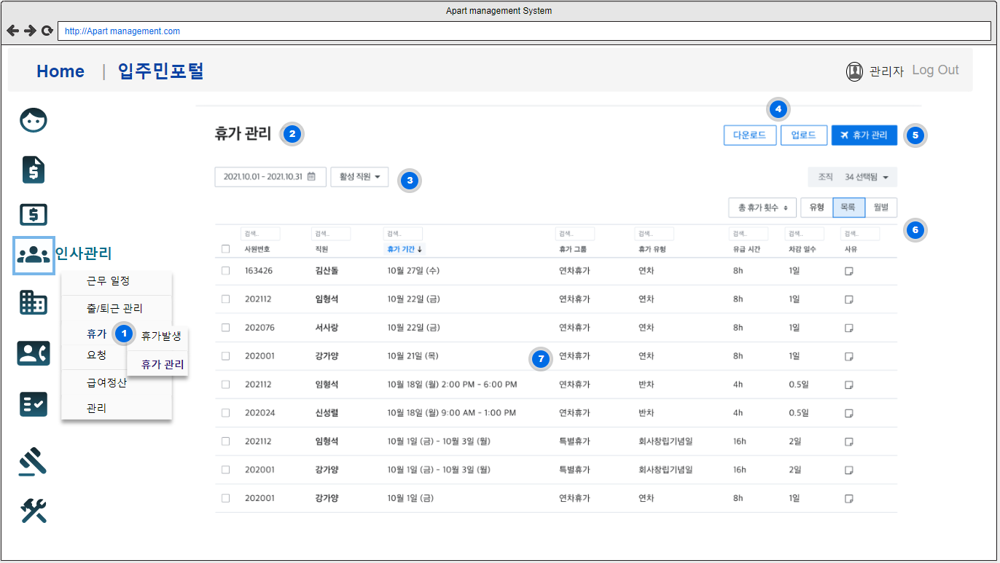 Apart management System
http://Apart management.com
Home | 입주민포털 관리자 Log Out
4
휴가 관리 2 다운로드 업로드 휴가 관리 5
2021.10.01 - 2021.10.31 활성 직원 3 조직 34 선택됨
총 휴가 횟수 유형 목록 월별
6
검색.. 검색.. 검색.. 검색.. 검색.. 검색.. 검색.. 검색..
사원번호 직원 휴가 기간 ↓ 휴가 그룹 휴가 유형 유급 시간 차감 일수 사유
163426 김산돌 10월 27일 (수) 연차휴가 연차 8h 1일
202112 임형석 10월 22일 (금) 연차휴가 연차 8h 1일
202076 서사랑 10월 22일 (금) 연차휴가 연차 8h 1일
202001 강가양 10월 21일 (목) 7 연차휴가 연차 8h 1일
202112 임형석 10월 18일 (월) 2:00 PM - 6:00 PM 연차휴가 반차 4h 0.5일
202024 신성렬 10월 18일 (월) 9:00 AM - 1:00 PM 연차휴가 반차 4h 0.5일
202112 임형석 10월 1일 (금) - 10월 3일 (월) 특별휴가 회사창립기념일 16h 2일
202001 강가양 10월 1일 (금) - 10월 3일 (월) 특별휴가 회사창립기념일 16h 2일
202001 강가양 10월 1일 (금) 연차휴가 연차 8h 1일
인사관리
근무 일정
출/퇴근 관리
휴가 1 휴가발생
요청
휴가 관리
급여정산
관리